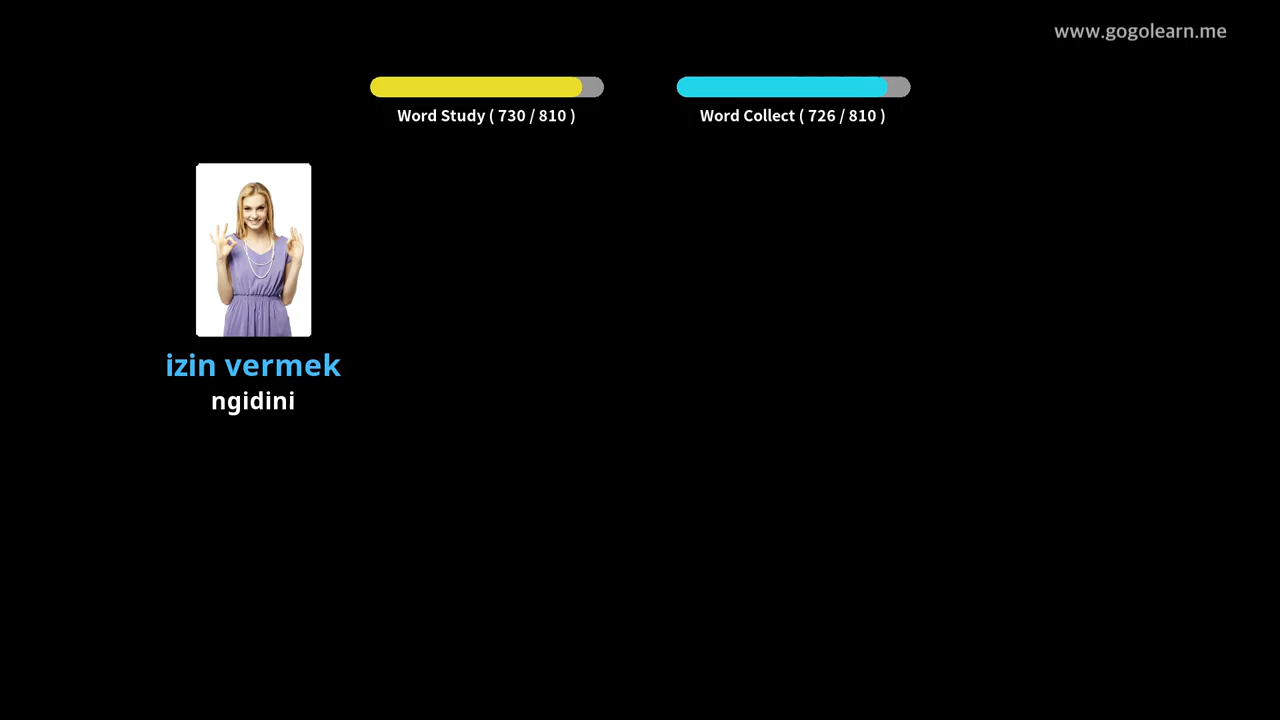 www.gogolearn.me
Word Study ( 730 / 810 )
Word Collect ( 726 / 810 )
izin vermek
ngidini